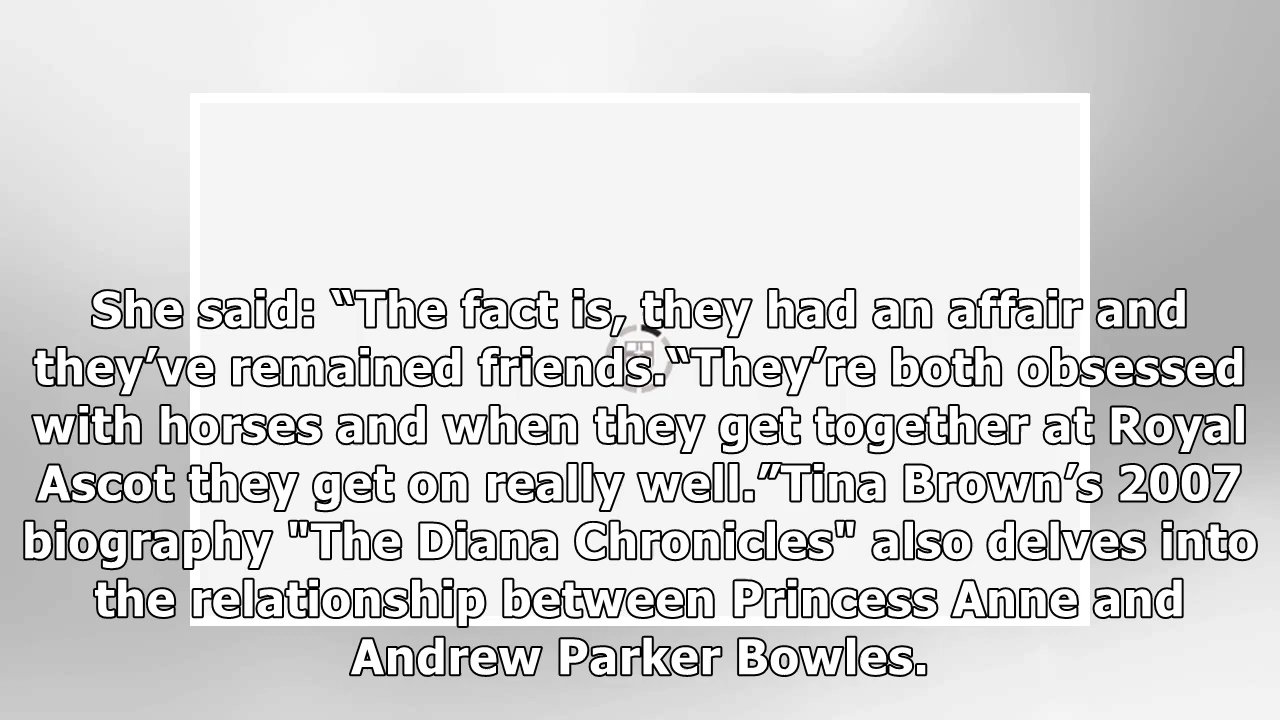 She said: “The fact is, they had an affair and
they’ve remained friends.“They’re both obsessed
with horses and when they get together at Royal
Ascot they get on really well.”Tina Brown’s 2007
biography "The Diana Chronicles" also delves into
the relationship between Princess Anne and
Andrew Parker Bowles.